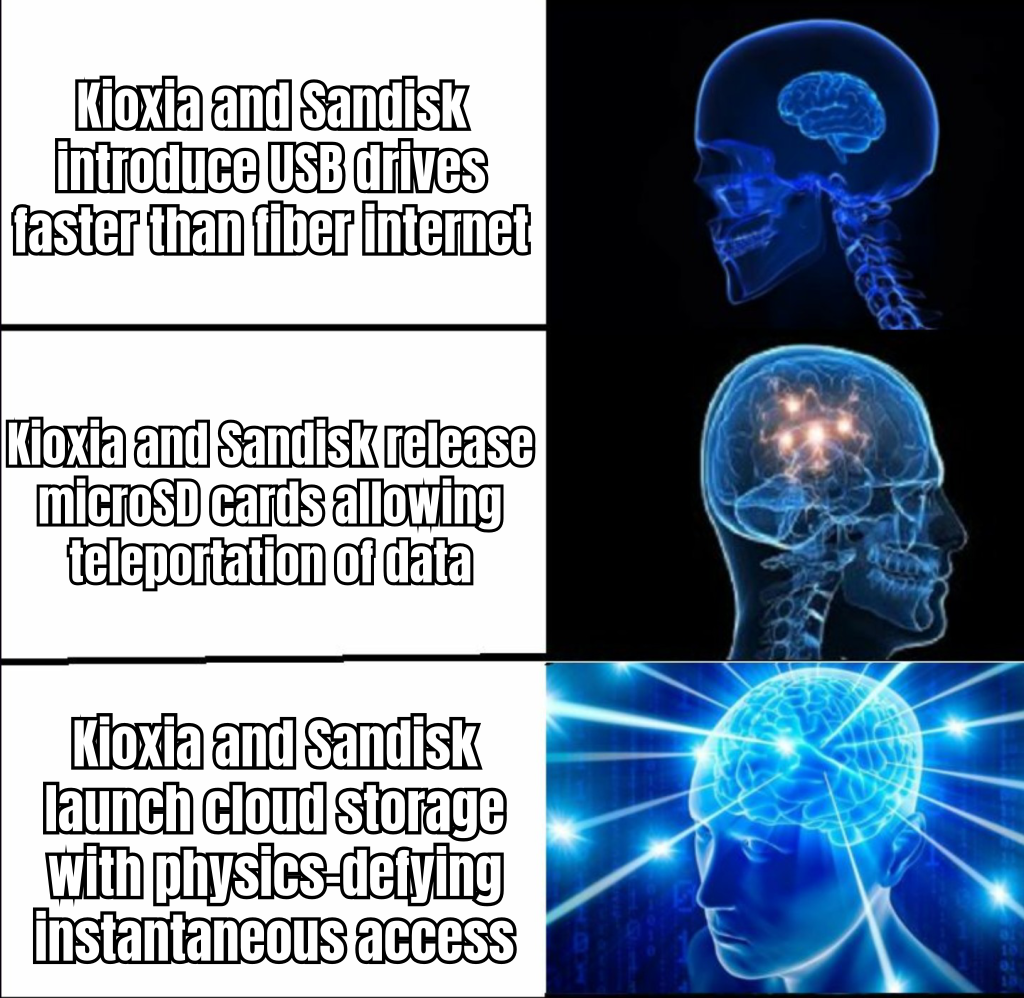 Kioxia and Sandisk
introduce USB drives
faster than fiber internet
Kioxia and Sandisk release
microSD cards allowing
teleportation of data
Kioxia and Sandisk
launch cloud storage
with physics-defying
instantaneous access